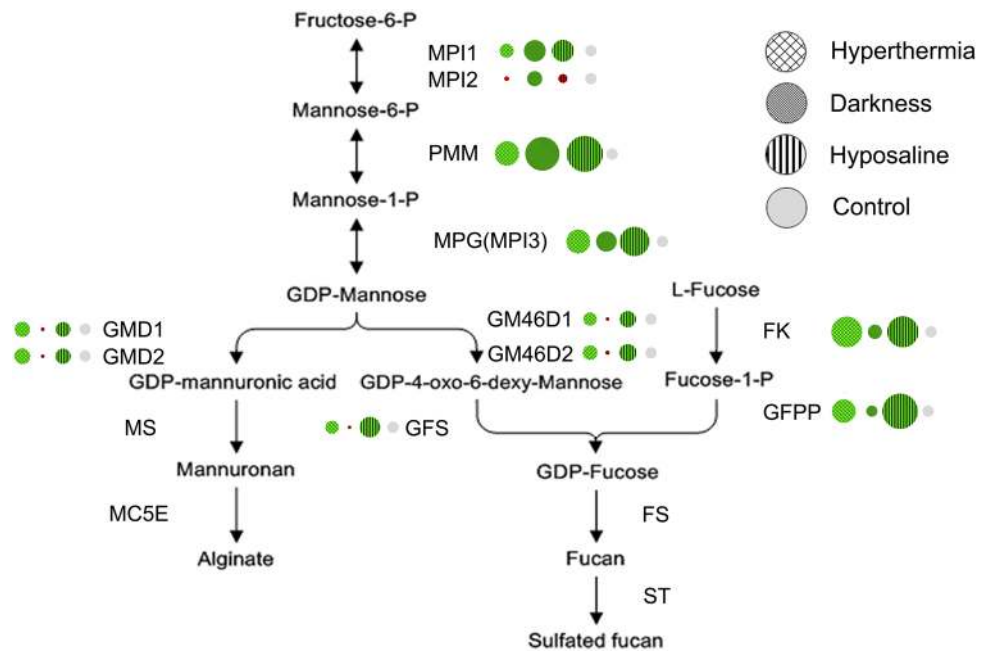 Fructose-6-P
MPI1
MPI2
Mannose-6-P
PMM
Mannose-1-P
MPG(MPI3)
GDP-Mannose
L-Fucose
GMD1
GMD2
GM46D1
GM46D2
FK
GDP-mannuronic acid
GDP-4-oxo-6-dexy-Mannose
Fucose-1-P
GFPP
MS
GFS
Mannuronan
GDP-Fucose
MC5E
FS
Alginate
Fucan
ST
Sulfated fucan
Hyperthermia
Darkness
Hyposaline
Control